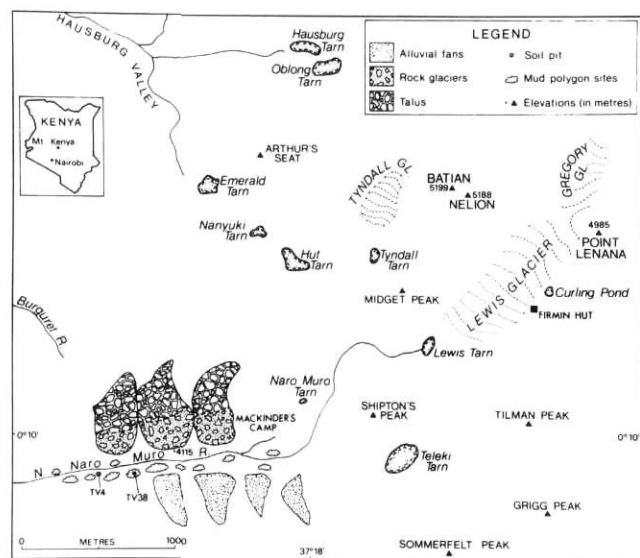 HAUSBURG
VALLEY
Hausburg
Tarn
Oblong
Tarn
LEGEND
Alluvial fans
Rock glaciers
Talus
Soil pit
Mud polygon sites
Elevations (in metres)
KENYA
Mt Kenya
Nairobi
ARTHUR'S
SEAT
Emerald
Tarn
TYNDALL GL
BATIAN
5199
5188
NELION
GREGORY
GL
4985
POINT
LENANA
Nanyuki
Tarn
Hut
Tarn
Tyndall
Tarn
MIDGET PEAK
LEWIS GLACIER
Curling Pond
FIRMIN HUT
Burguret R.
Lewis Tarn
Naro Muro
Tarn
MACKINDER'S
CAMP
SHIPTON'S
PEAK
TILMAN PEAK
0°10'
0°10'
Teleki
Tarn
N. Naro Muro R.
4115
TV4
TV38
GRIGG PEAK
0 METRES 1000
37°18'
SOMMERFELT PEAK